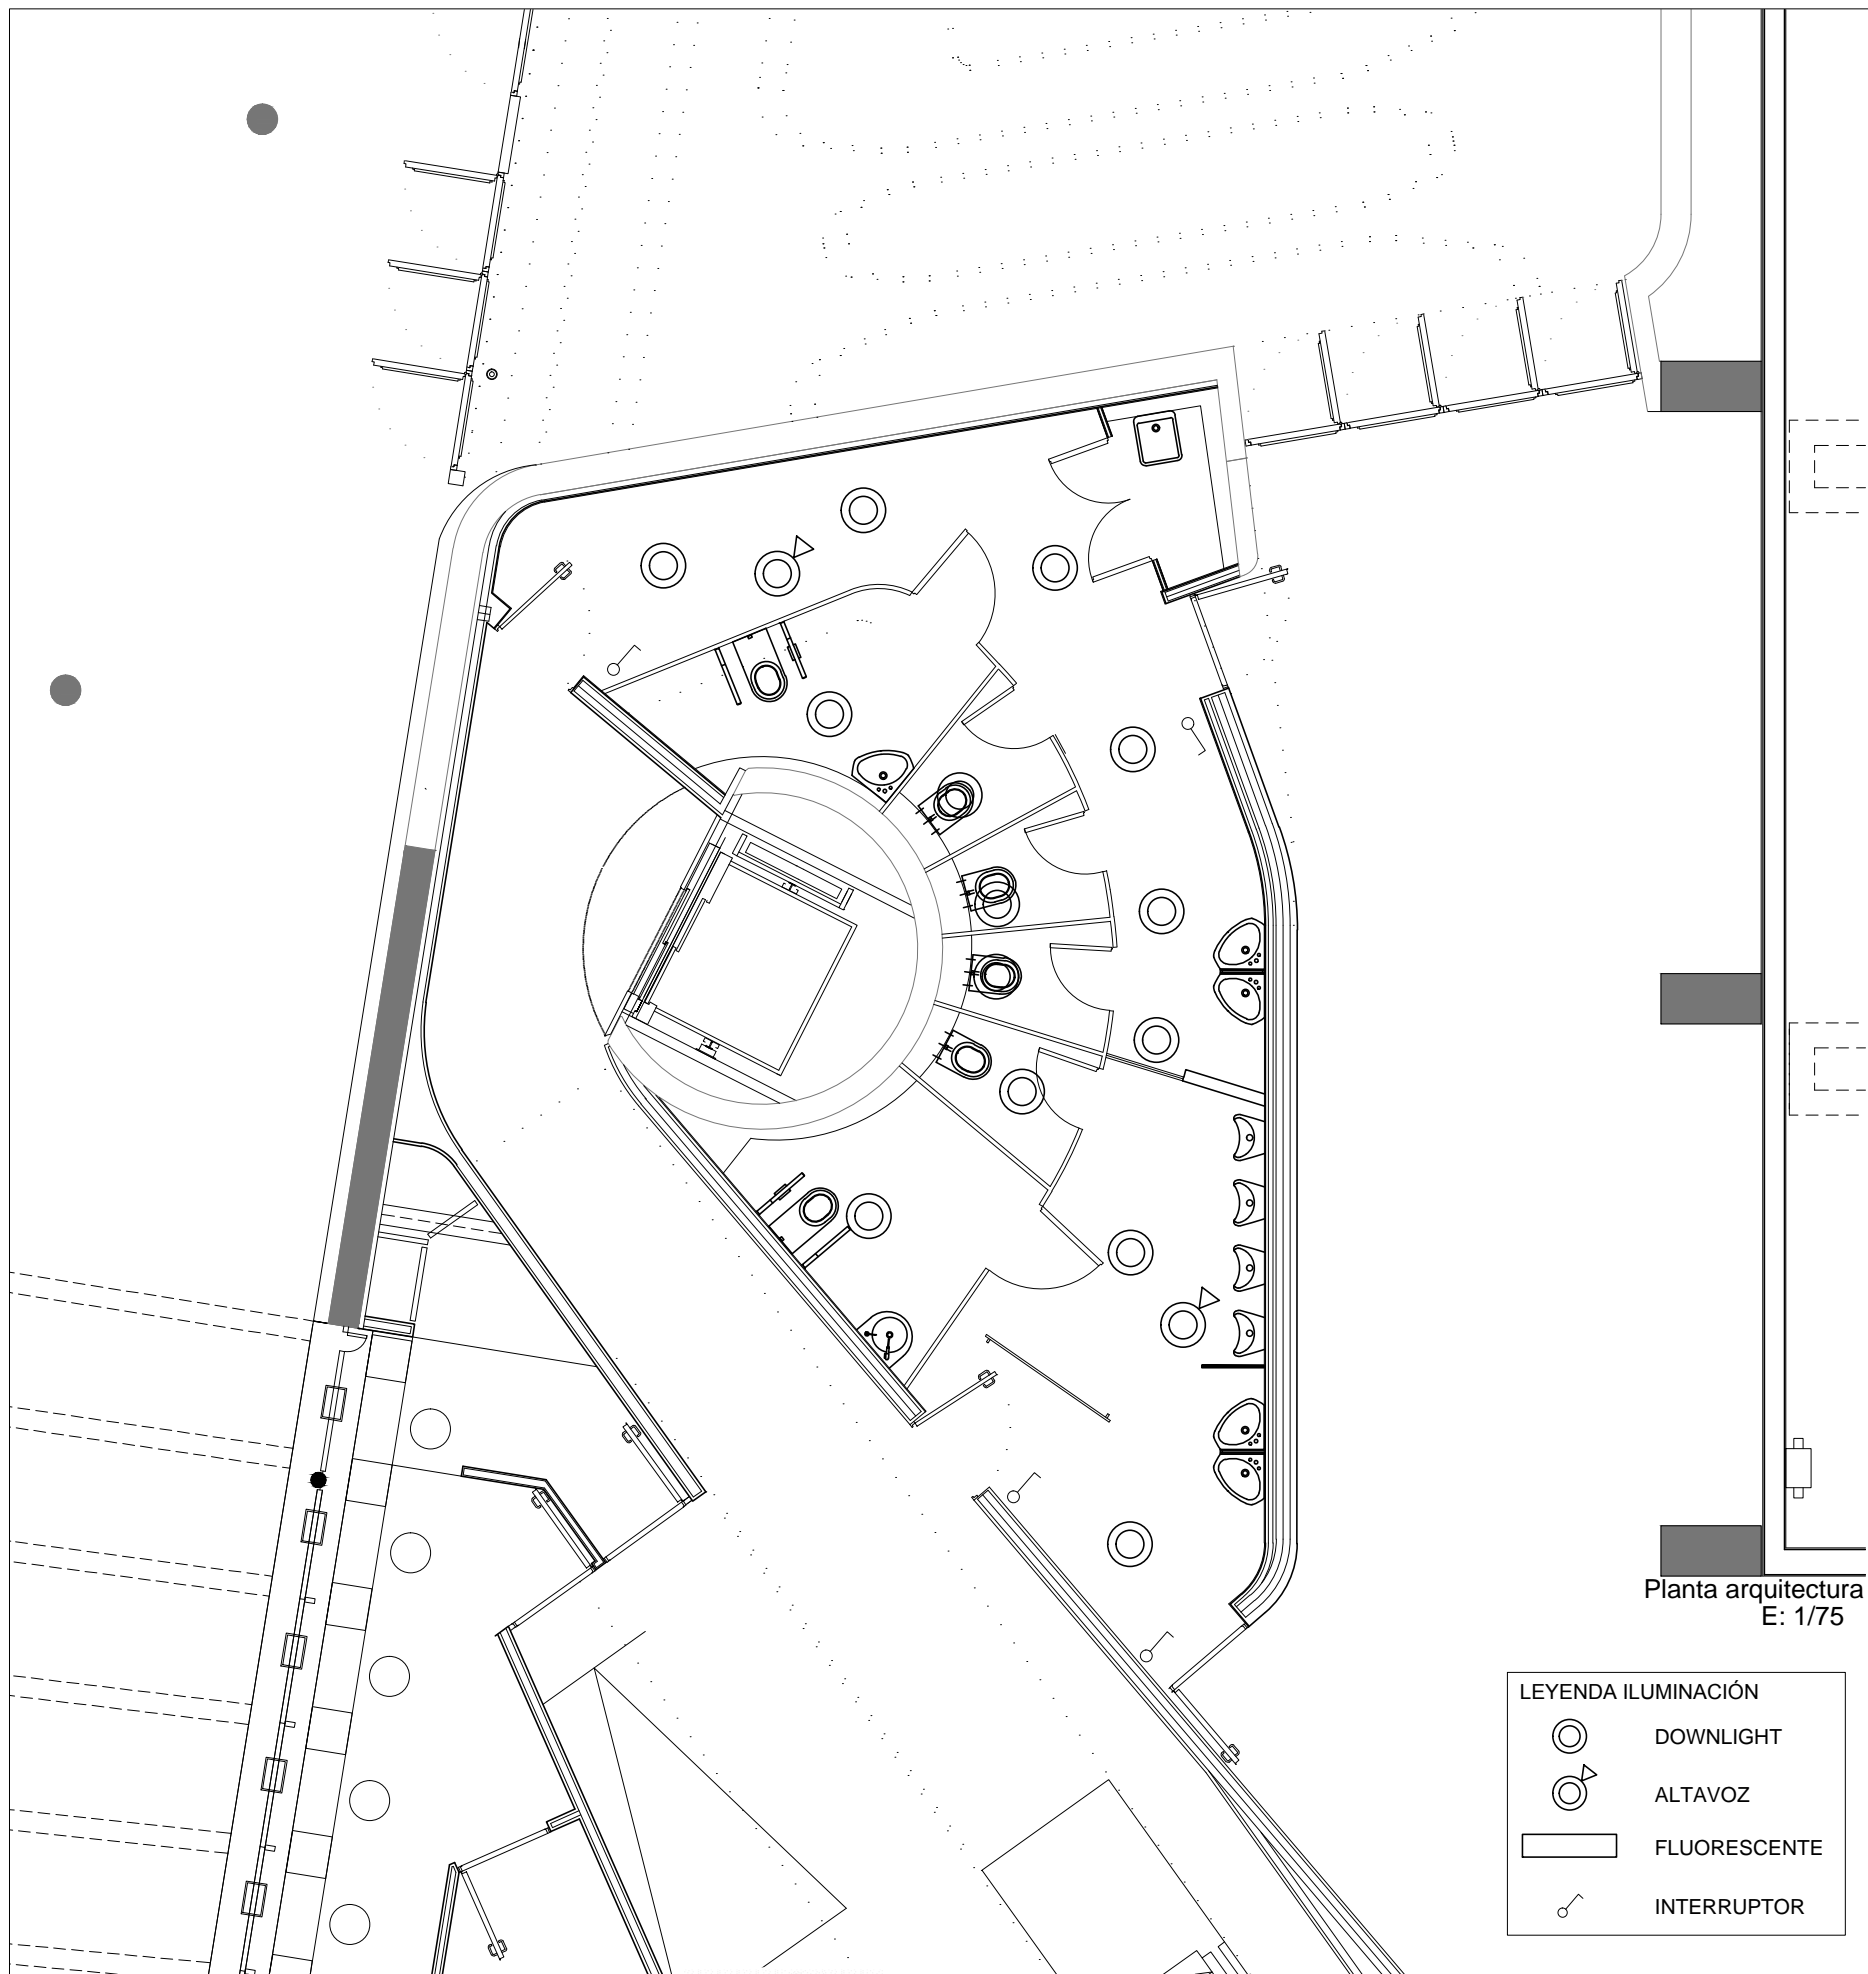 Planta arquitectura
E: 1/75
LEYENDA ILUMINACIÓN
DOWNLIGHT
ALTAVOZ
FLUORESCENTE
INTERRUPTOR